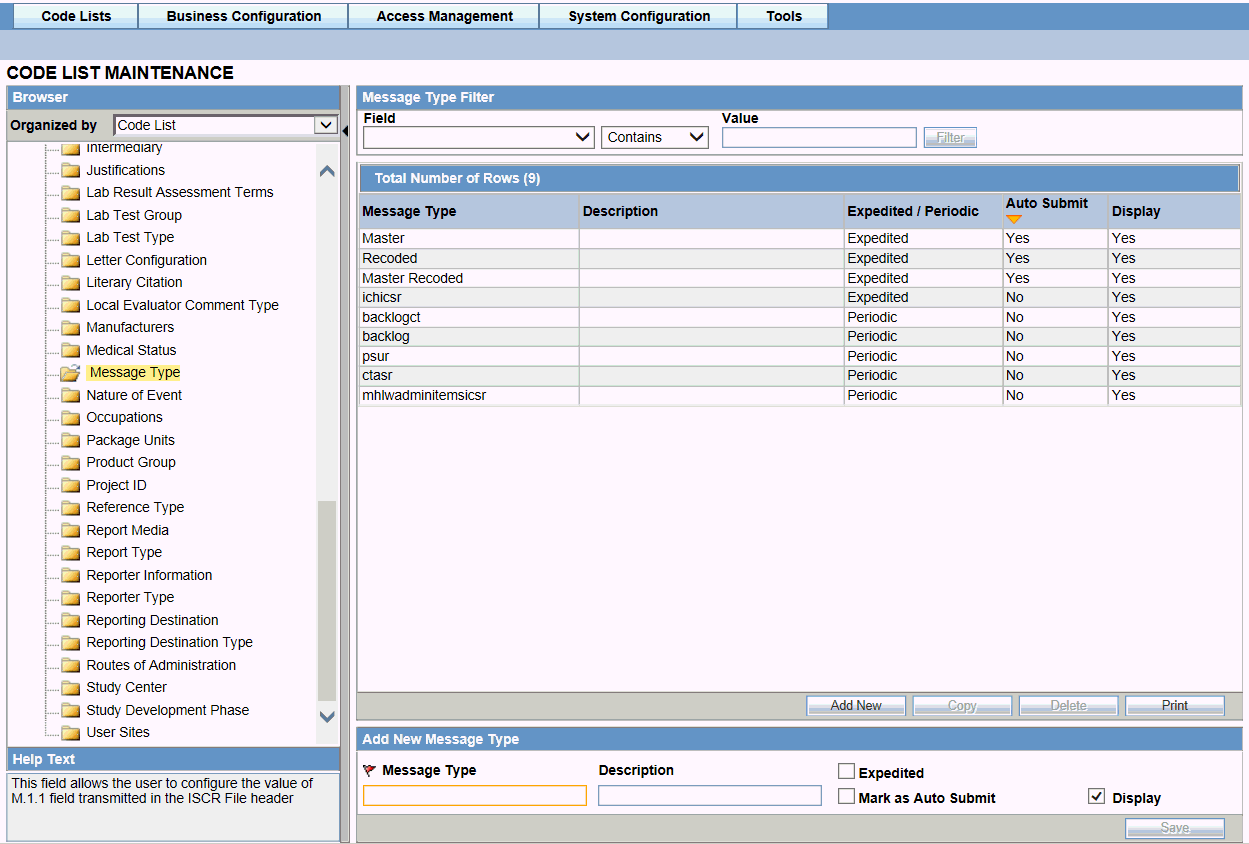 Code Lists Business Configuration Access Management System Configuration Tools
CODE LIST MAINTENANCE
Browser
Organized by Code List
Intermediary
Justifications
Lab Result Assessment Terms
Lab Test Group
Lab Test Type
Letter Configuration
Literary Citation
Local Evaluator Comment Type
Manufacturers
Medical Status
Message Type
Nature of Event
Occupations
Package Units
Product Group
Project ID
Reference Type
Report Media
Report Type
Reporter Information
Reporter Type
Reporting Destination
Reporting Destination Type
Routes of Administration
Study Center
Study Development Phase
User Sites
Help Text
This field allows the user to configure the value of
M.1.1 field transmitted in the ISCR File header
Message Type Filter
Field Value
Contains Filter
Total Number of Rows (9)
Message Type Description Expedited / Periodic Auto Submit Display
Master Expedited Yes Yes
Recoded Expedited Yes Yes
Master Recoded Expedited Yes Yes
ichicsr Expedited No Yes
backlogct Periodic No Yes
backlog Periodic No Yes
psur Periodic No Yes
ctasr Periodic No Yes
mhlwadminitemsicsr Periodic No Yes
Add New Copy Delete Print
Add New Message Type
Message Type Description Expedited
Mark as Auto Submit Display
Save